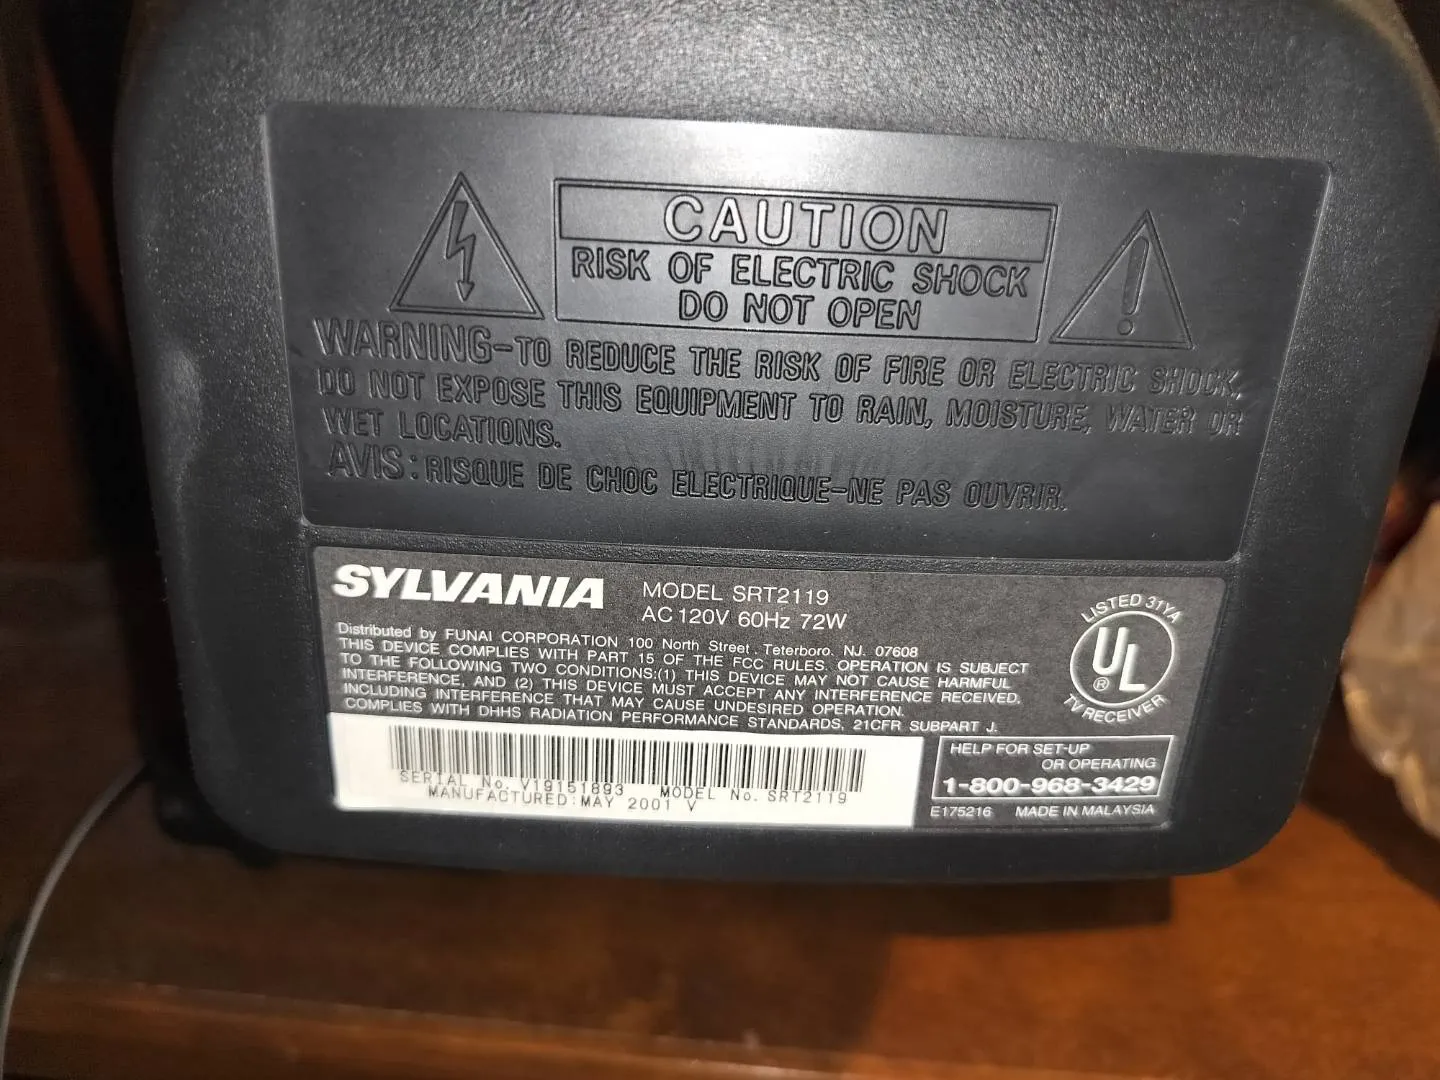 CAUTION
RISK OF ELECTRIC SHOCK
DO NOT OPEN
WARNING-TO REDUCE THE RISK OF FIRE OR ELECTRIC SHOCK,
DO NOT EXPOSE THIS EQUIPMENT TO RAIN, MOISTURE, WATER OR
WET LOCATIONS.
AVIS: RISQUE DE CHOC ELECTRIQUE-NE PAS OUVRIR.
SYLVANIA
MODEL SRT2119
AC 120V 60Hz 72W
Distributed by FUNAI CORPORATION 100 North Street. Teterboro. NJ. 07608
THIS DEVICE COMPLIES WITH PART 15 OF THE FCC RULES. OPERATION IS SUBJECT
TO THE FOLLOWING TWO CONDITIONS:(1) THIS DEVICE MAY NOT CAUSE HARMFUL
INTERFERENCE, AND (2) THIS DEVICE MUST ACCEPT ANY INTERFERENCE RECEIVED,
INCLUDING INTERFERENCE THAT MAY CAUSE UNDESIRED OPERATION.
COMPLIES WITH DHHS RADIATION PERFORMANCE STANDARDS, 21CFR SUBPART J.
LISTED 31YA
UL
®
TV RECEIVER
SERIAL No. V19151893 MODEL No. SRT2119
MANUFACTURED: MAY 2001 V
HELP FOR SET-UP
OR OPERATING
1-800-968-3429
E175216 MADE IN MALAYSIA